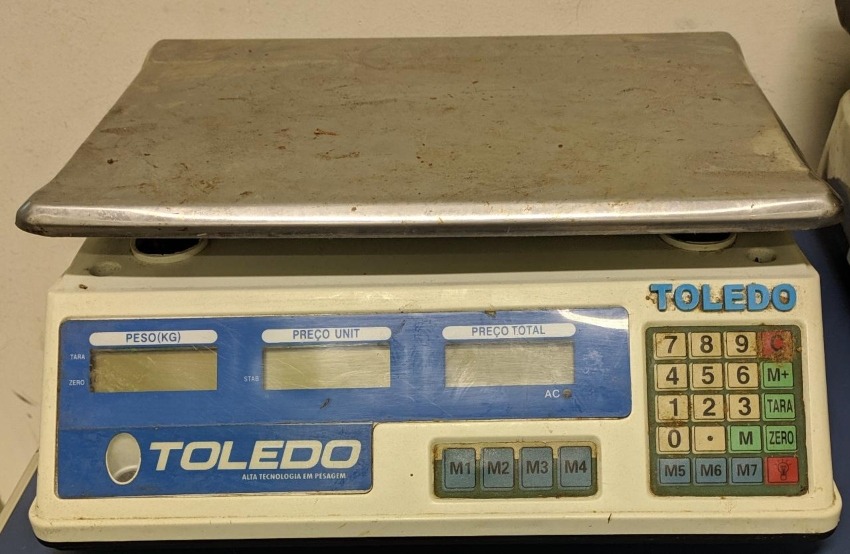 TOLEDO
PESO(KG)
PREÇO UNIT
PREÇO TOTAL
TARA
ZERO
STAB
AC
TOLEDO
ALTA TECNOLOGIA EM PESAGEM
M1 M2 M3 M4
7 8 9 C
4 5 6 M+
1 2 3 TARA
0 . M ZERO
M5 M6 M7